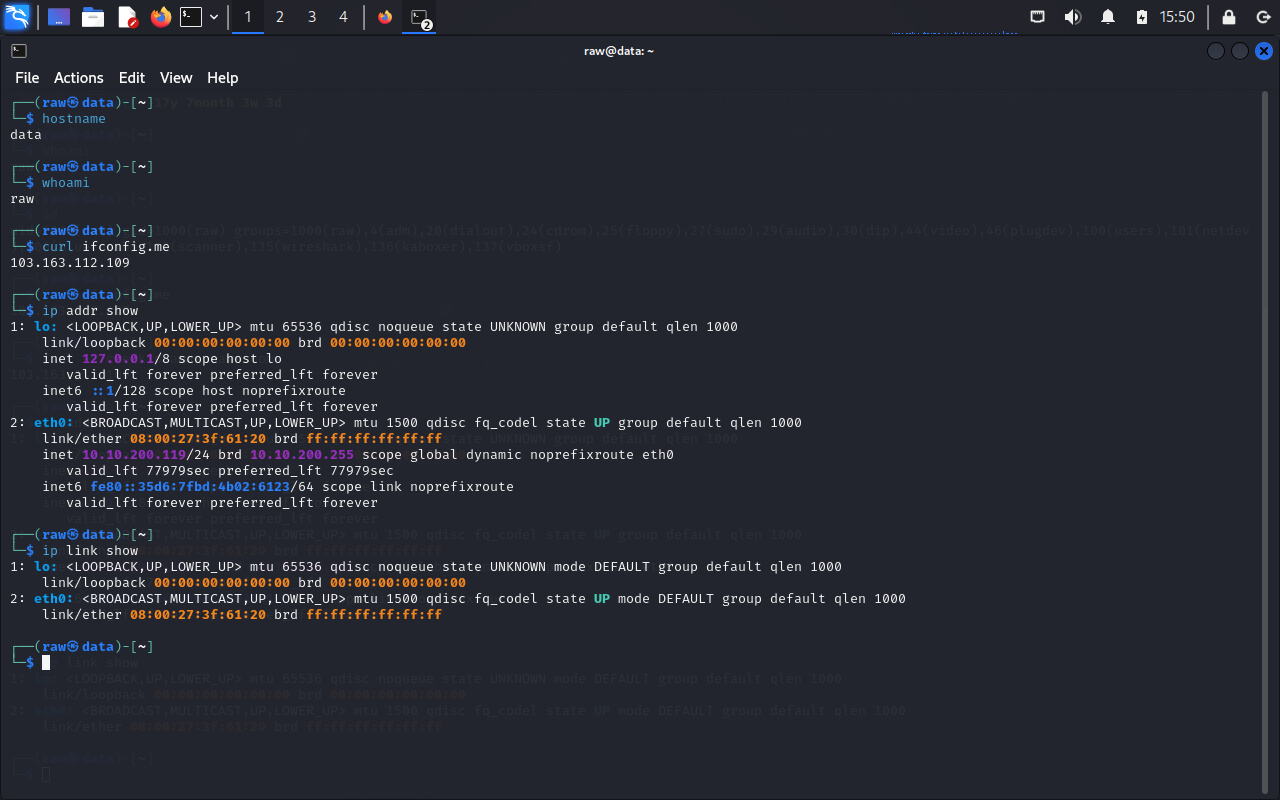 1 2 3 4 2 15:50
raw@data: ~
File Actions Edit View Help
┌──(raw㉿data)-[~]
└─$ hostname
data
┌──(raw㉿data)-[~]
└─$ whoami
raw
┌──(raw㉿data)-[~]
└─$ curl ifconfig.me
103.163.112.109
┌──(raw㉿data)-[~]
└─$ ip addr show
1: lo: <LOOPBACK,UP,LOWER_UP> mtu 65536 qdisc noqueue state UNKNOWN group default qlen 1000
    link/loopback 00:00:00:00:00:00 brd 00:00:00:00:00:00
    inet 127.0.0.1/8 scope host lo
       valid_lft forever preferred_lft forever
    inet6 ::1/128 scope host noprefixroute
       valid_lft forever preferred_lft forever
2: eth0: <BROADCAST,MULTICAST,UP,LOWER_UP> mtu 1500 qdisc fq_codel state UP group default qlen 1000
    link/ether 08:00:27:3f:61:20 brd ff:ff:ff:ff:ff:ff
    inet 10.10.200.119/24 brd 10.10.200.255 scope global dynamic noprefixroute eth0
       valid_lft 77979sec preferred_lft 77979sec
    inet6 fe80::35d6:7fbd:4b02:6123/64 scope link noprefixroute
       valid_lft forever preferred_lft forever
┌──(raw㉿data)-[~]
└─$ ip link show
1: lo: <LOOPBACK,UP,LOWER_UP> mtu 65536 qdisc noqueue state UNKNOWN mode DEFAULT group default qlen 1000
    link/loopback 00:00:00:00:00:00 brd 00:00:00:00:00:00
2: eth0: <BROADCAST,MULTICAST,UP,LOWER_UP> mtu 1500 qdisc fq_codel state UP mode DEFAULT group default qlen 1000
    link/ether 08:00:27:3f:61:20 brd ff:ff:ff:ff:ff:ff
┌──(raw㉿data)-[~]
└─$